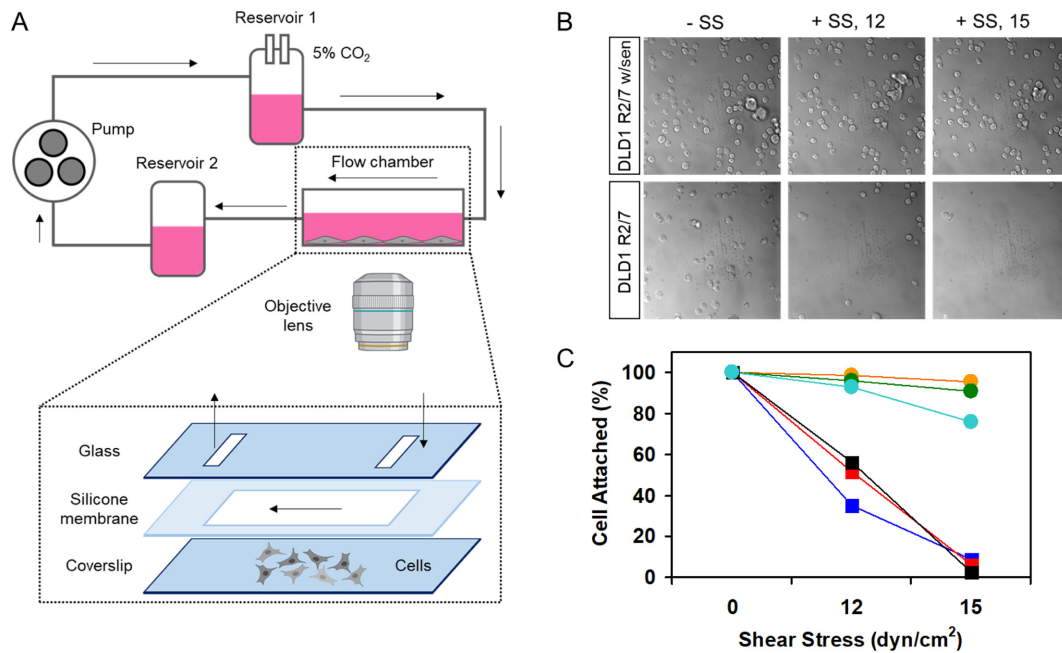 A
Reservoir 1
5% CO₂
Pump
Reservoir 2
Flow chamber
Objective
lens
Glass
Silicone
membrane
Coverslip
Cells
B
- SS
+ SS, 12
+ SS, 15
DLD1 R2/7 w/sen
DLD1 R2/7
C
Cell Attached (%)
100
80
60
40
20
0
0
12
15
Shear Stress (dyn/cm²)